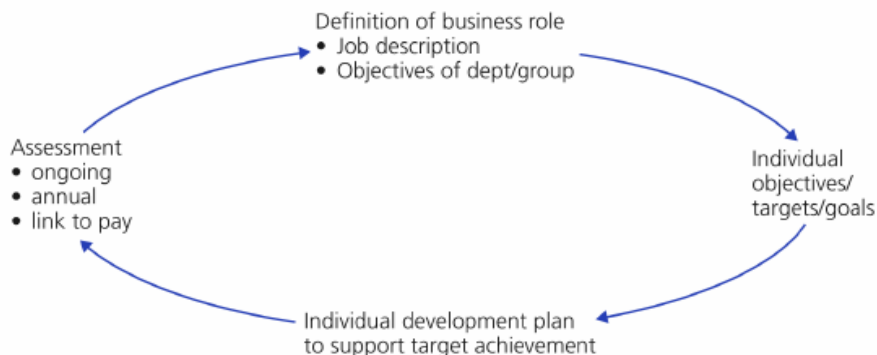 Definition of business role
• Job description
• Objectives of dept/group
Individual
objectives/
targets/goals
Individual development plan
to support target achievement
Assessment
• ongoing
• annual
• link to pay